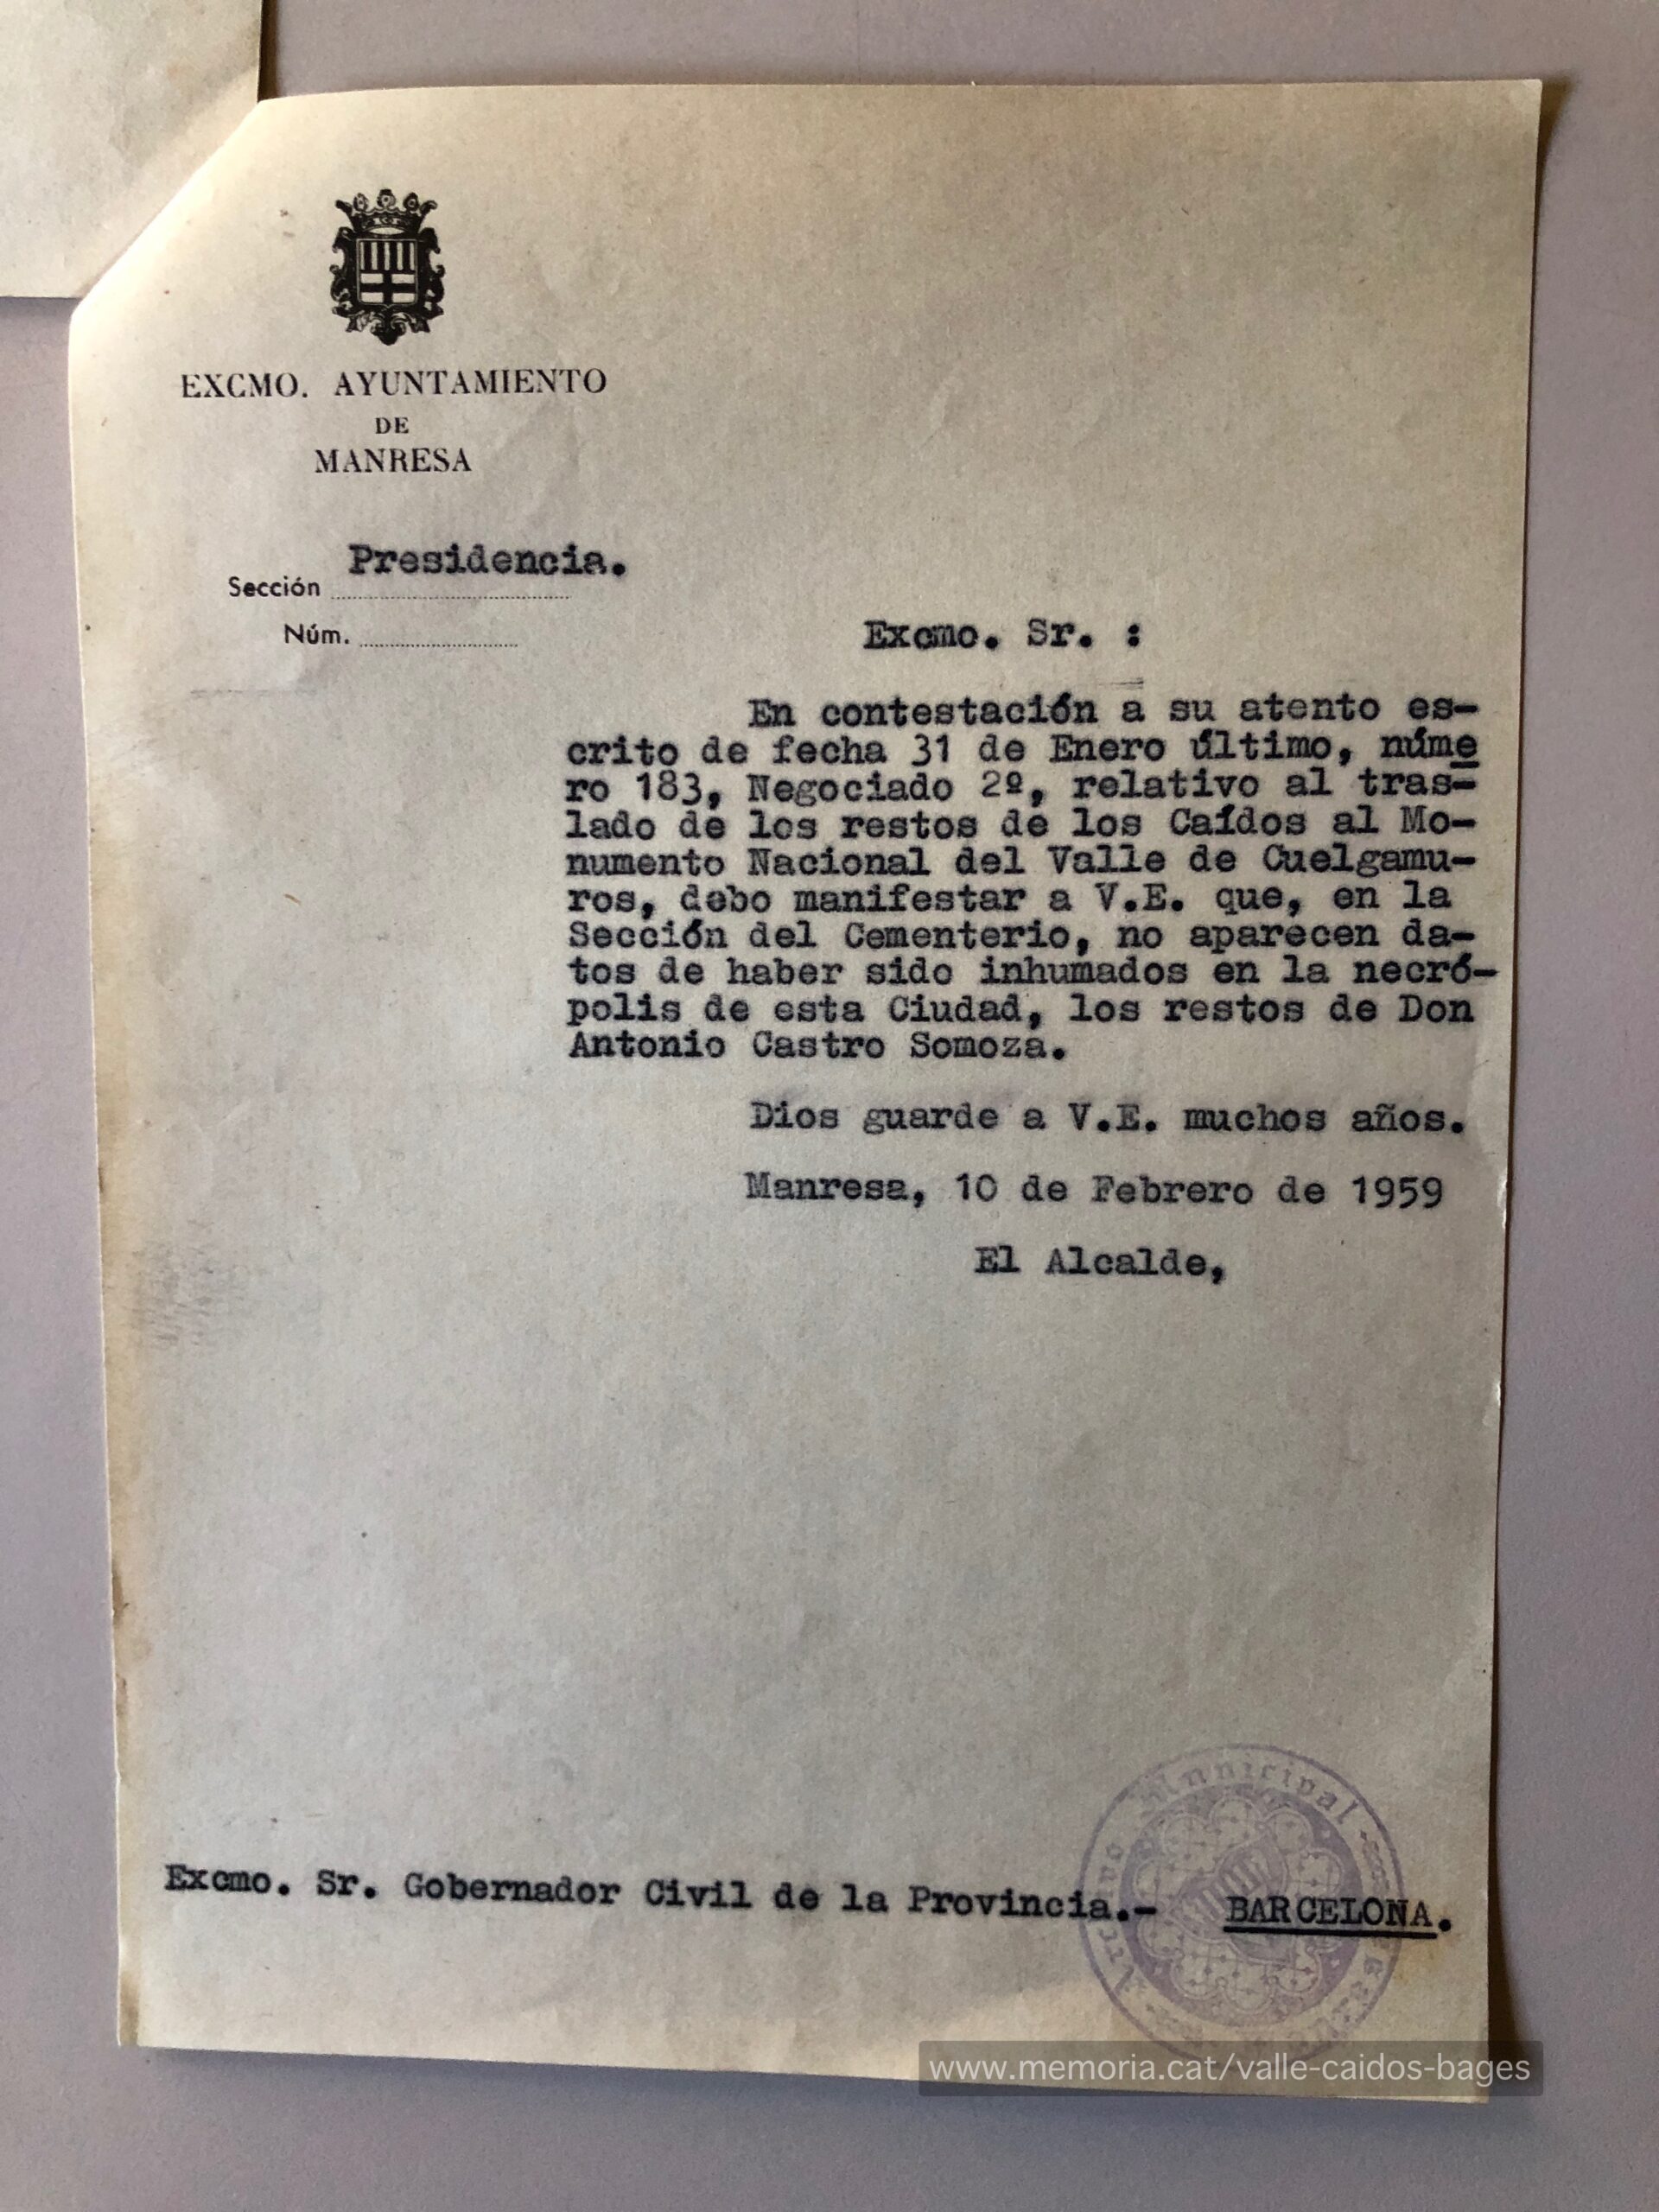 EXCMO. AYUNTAMIENTO
DE
MANRESA
Presidencia.
Sección
Núm.
Excmo. Sr. :
En contestación a su atento es-
crito de fecha 31 de Enero último, núme
ro 183, Negociado 2º, relativo al tras-
lado de los restos de los Caídos al Mo-
numento Nacional del Valle de Cuelgamu-
ros, debo manifestar a V.E. que, en la
Sección del Cementerio, no aparecen da-
tos de haber sido inhumados en la necró-
polis de esta Ciudad, los restos de Don
Antonio Castro Somoza.
Dios guarde a V.E. muchos años.
Manresa, 10 de Febrero de 1959
El Alcalde,
Excmo. Sr. Gobernador Civil de la Provincia.- BARCELONA.
Municipal
www.memoria.cat/valle-caidos-bages